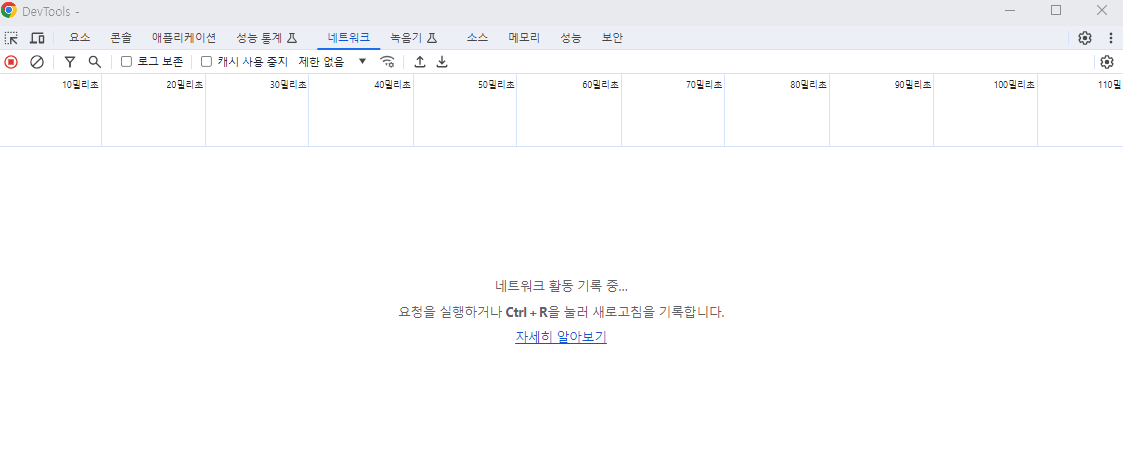 DevTools -
요소 콘솔 애플리케이션 성능 통계 네트워크 녹음기 소스 메모리 성능 보안
로그 보존 캐시 사용 중지 제한 없음
10밀리초 20밀리초 30밀리초 40밀리초 50밀리초 60밀리초 70밀리초 80밀리초 90밀리초 100밀리초 110밀
네트워크 활동 기록 중...
요청을 실행하거나 Ctrl + R을 눌러 새로고침을 기록합니다.
자세히 알아보기